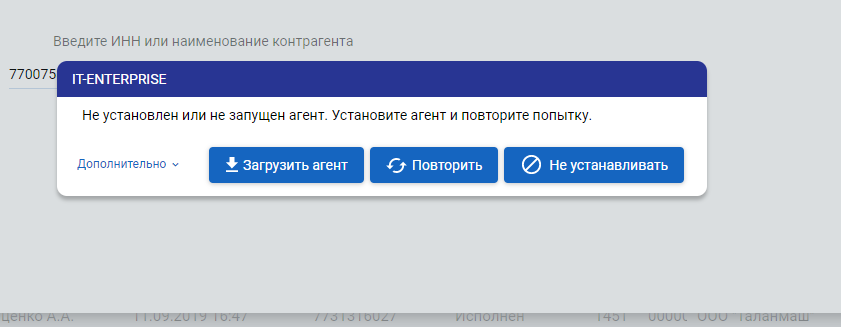 Введите ИНН или наименование контрагента
770075
IT-ENTERPRISE
Не установлен или не запущен агент. Установите агент и повторите попытку.
Дополнительно Загрузить агент Повторить Не устанавливать
ценко А.А. 11.09.2019 16:47 7731316027 Исполнен 1451 ООО Таланмаш